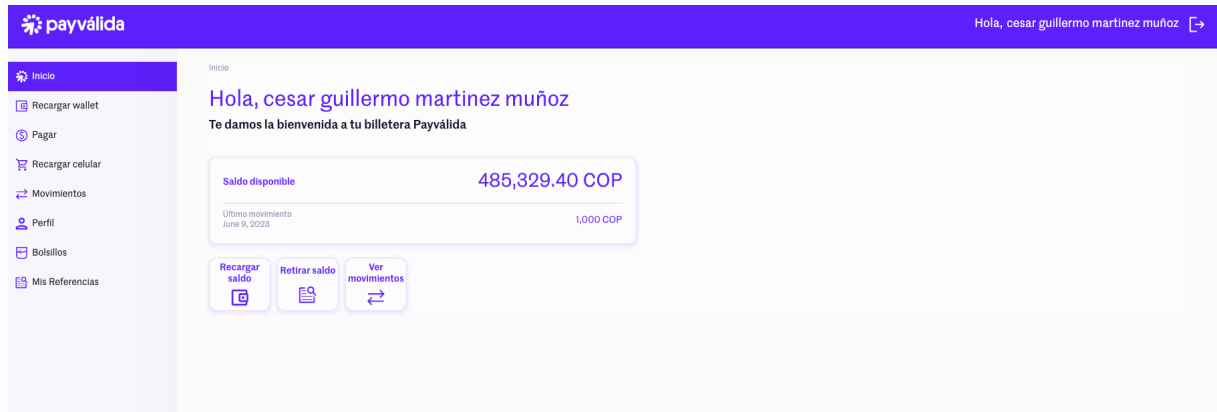 payválida
Hola, cesar guillermo martinez muñoz
Inicio
Recargar wallet
Pagar
Recargar celular
Movimientos
Perfil
Bolsillos
Mis Referencias
Inicio
Hola, cesar guillermo martinez muñoz
Te damos la bienvenida a tu billetera Payválida
Saldo disponible
485,329.40 COP
Último movimiento
June 9, 2023
1,000 COP
Recargar
saldo
Retirar saldo
Ver
movimientos